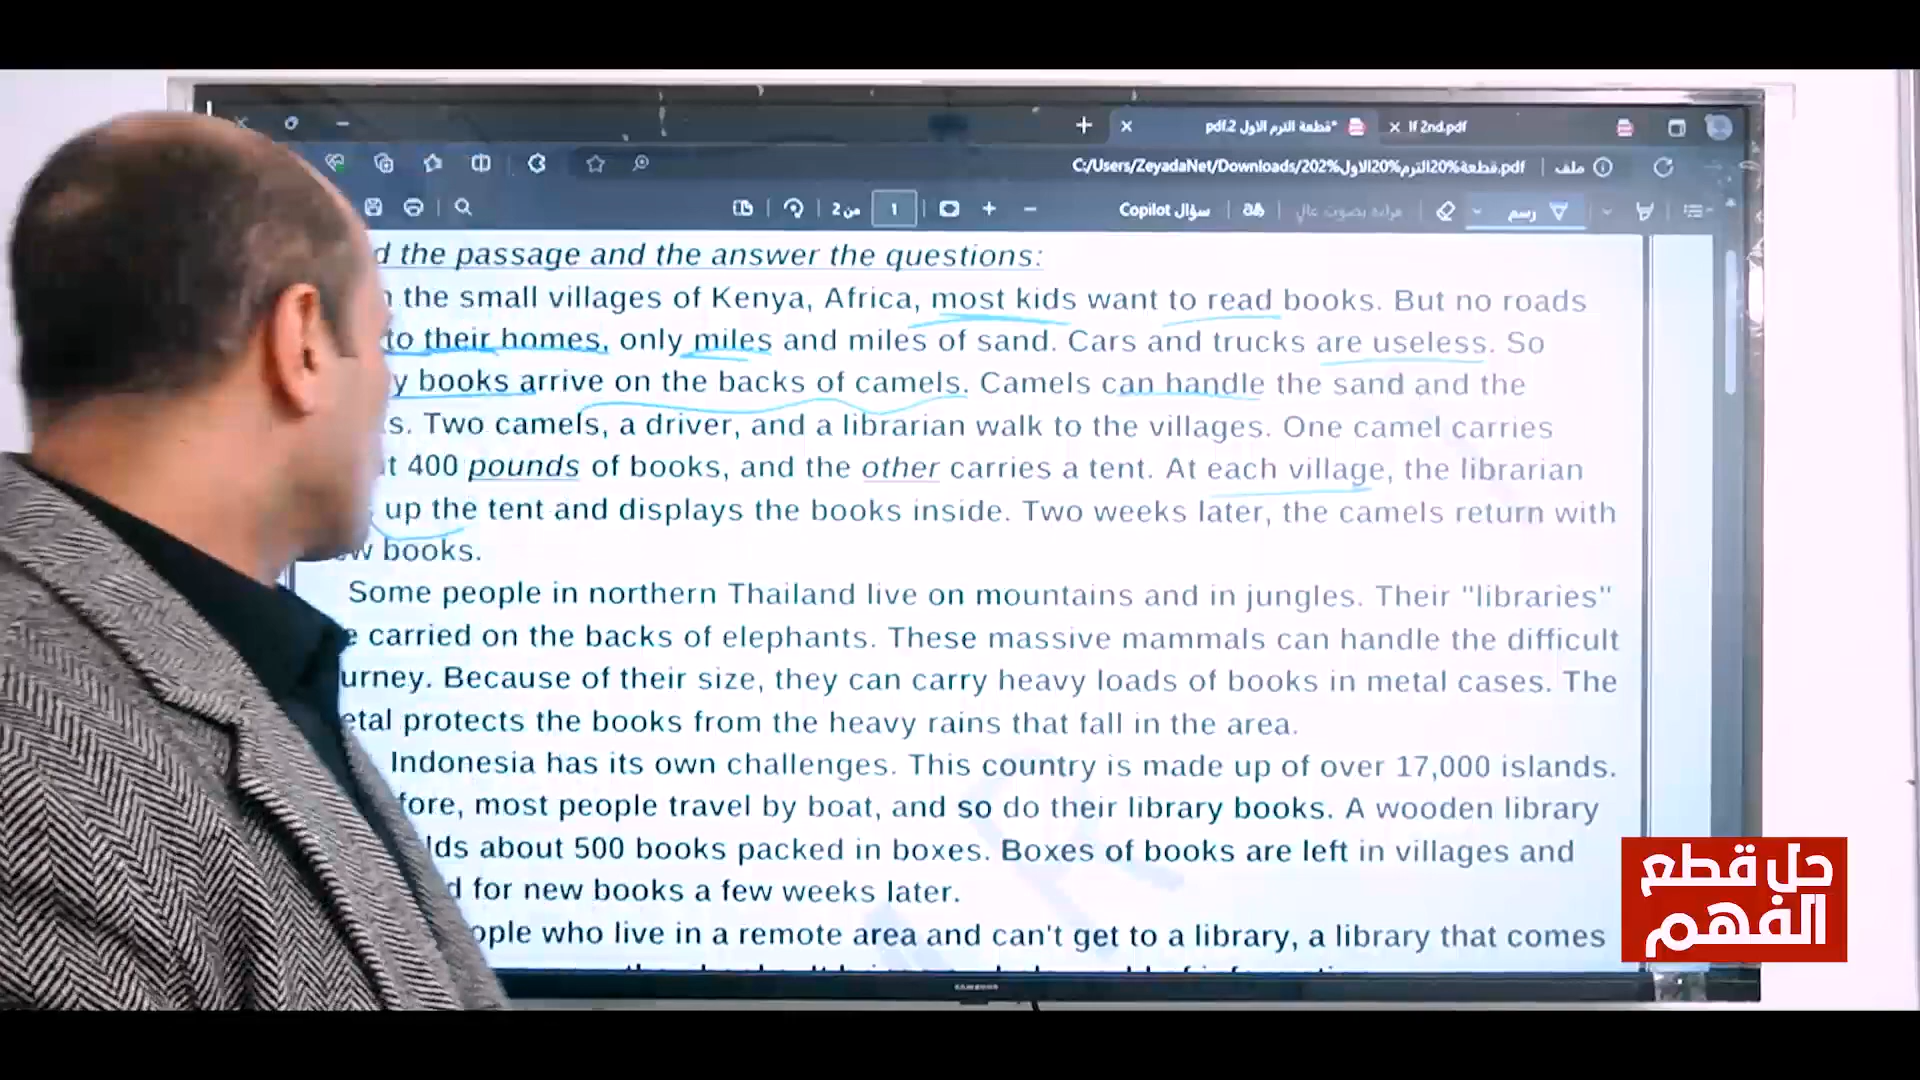 *قطعة الترم الاول 2.pdf
If 2nd.pdf
C:/Users/ZeyadaNet/Downloads/202%قطعة%20الترم%20الاول.pdf
ملف
1
من 2
سؤال Copilot
قراءة بصوت عالٍ
رسم
the passage and the answer the questions:
the small villages of Kenya, Africa, most kids want to read books. But no roads
to their homes, only miles and miles of sand. Cars and trucks are useless. So
books arrive on the backs of camels. Camels can handle the sand and the
Two camels, a driver, and a librarian walk to the villages. One camel carries
400 pounds of books, and the other carries a tent. At each village, the librarian
up the tent and displays the books inside. Two weeks later, the camels return with
books.
Some people in northern Thailand live on mountains and in jungles. Their "libraries"
carried on the backs of elephants. These massive mammals can handle the difficult
urney. Because of their size, they can carry heavy loads of books in metal cases. The
etal protects the books from the heavy rains that fall in the area.
Indonesia has its own challenges. This country is made up of over 17,000 islands.
fore, most people travel by boat, and so do their library books. A wooden library
lds about 500 books packed in boxes. Boxes of books are left in villages and
for new books a few weeks later.
ople who live in a remote area and can't get to a library, a library that comes
SAMSUNG
حل قطع
الفهم